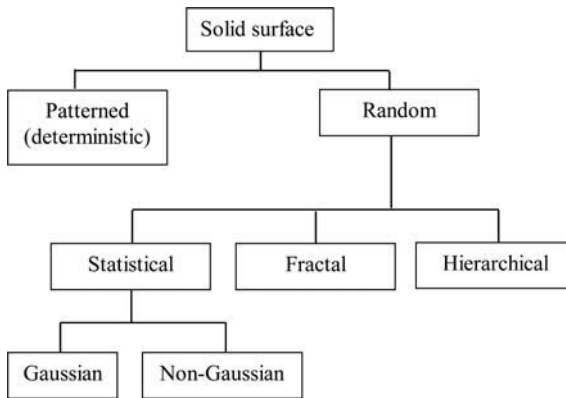 Solid surface
Patterned
(deterministic)
Random
Statistical
Fractal
Hierarchical
Gaussian
Non-Gaussian